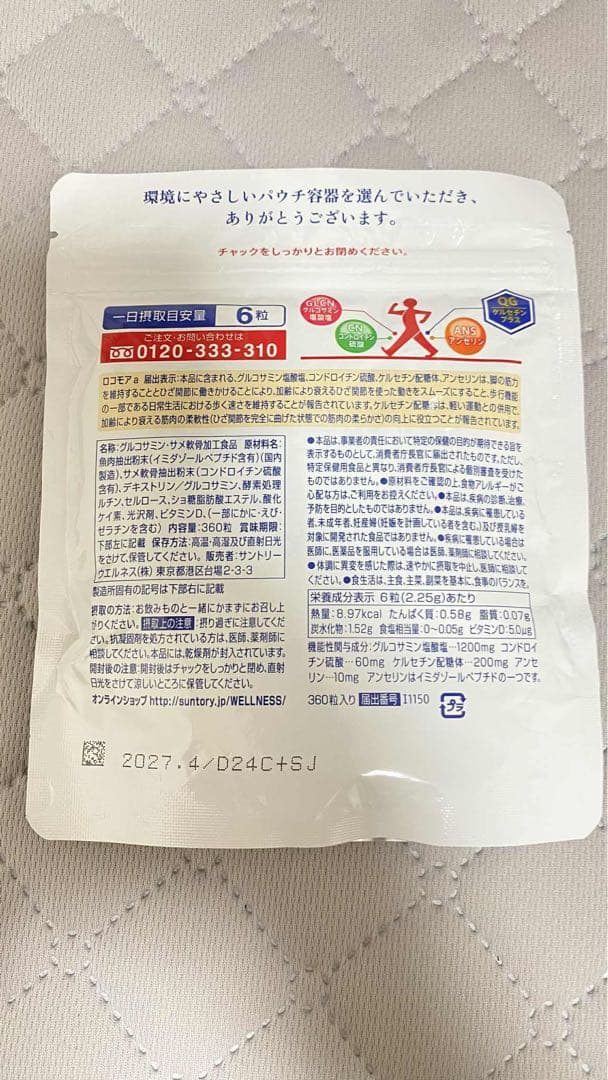 環境にやさしいパウチ容器を選んでいただき、
ありがとうございます。
チャックをしっかりとお閉めください。
一日摂取目安量 6粒
ご注文・お問い合わせは
0120-333-310
GLCN
グルコサミン
塩酸塩
CN
コンドロイチン
硫酸
ANS
アンセリン
QG
ケルセチン
プラス
ロコモアａ 届出表示:本品に含まれる、グルコサミン塩酸塩、コンドロイチン硫酸、ケルセチン配糖体、アンセリンは、脚の筋力
を維持することとひざ関節に働きかけることにより、加齢により衰えるひざ関節を使った動きをスムーズにすること、歩行機能
の一部である日常生活における歩く速さを維持することが報告されています。ケルセチン配糖体は、軽い運動との併用で、
加齢により衰える筋肉の柔軟性(ひざ関節を完全に曲げた状態での筋肉の柔らかさ)の向上に役立つことが報告されています。
名称:グルコサミン・サメ軟骨加工食品 原材料名:
魚肉抽出粉末(イミダゾールペプチド含有)(国内
製造)、サメ軟骨抽出粉末(コンドロイチン硫酸
含有)、デキストリン/グルコサミン、酵素処理
ルチン、セルロース、ショ糖脂肪酸エステル、酸化
ケイ素、光沢剤、ビタミンD、(一部にかに・えび・
ゼラチンを含む) 内容量:360粒 賞味期限:
下部左に記載 保存方法:高温・高湿及び直射日光
をさけて、保管してください。 販売者:サントリー
ウエルネス(株) 東京都港区台場2-3-3
製造所固有の記号は下部右に記載
摂取の方法:お飲みものと一緒にかまずにお召し上
がりください。摂取上の注意:摂り過ぎに注意してくだ
さい。抗凝固剤を処方されている方は、医師、薬剤師に
相談してください。本品には、乾燥剤が封入されています。
開封後の注意:開封後はチャックをしっかりと閉め、直射
日光をさけて涼しいところに保管してください。
オンラインショップ http://suntory.jp/WELLNESS/
●本品は、事業者の責任において特定の保健の目的が期待できる旨を
表示するものとして、消費者庁長官に届出されたものです。ただし、
特定保健用食品と異なり、消費者庁長官による個別審査を受けた
ものではありません。●原材料をご確認の上、食物アレルギーがご
心配な方は、ご利用をお控えください。●本品は、疾病の診断、治療、
予防を目的としたものではありません。●本品は、疾病に罹患している
者、未成年者、妊産婦(妊娠を計画している者を含む。)及び授乳婦を
対象に開発された食品ではありません。●疾病に罹患している場合は
医師に、医薬品を服用している場合は医師、薬剤師に相談してください。
●体調に異変を感じた際は、速やかに摂取を中止し、医師に相談し
てください。●食生活は、主食、主菜、副菜を基本に、食事のバランスを。
栄養成分表示 6粒(2.25g)あたり
熱量:8.97kcal たんぱく質:0.58g 脂質:0.07g
炭水化物:1.52g 食塩相当量:0～0.05g ビタミンD:5.0μg
機能性関与成分:グルコサミン塩酸塩…1200mg コンドロイ
チン硫酸…60mg ケルセチン配糖体…200mg アンセ
リン…10mg アンセリンはイミダゾールペプチドの一つです。
360粒入り 届出番号 I1150
プラ
2027.4/D24C+SJ